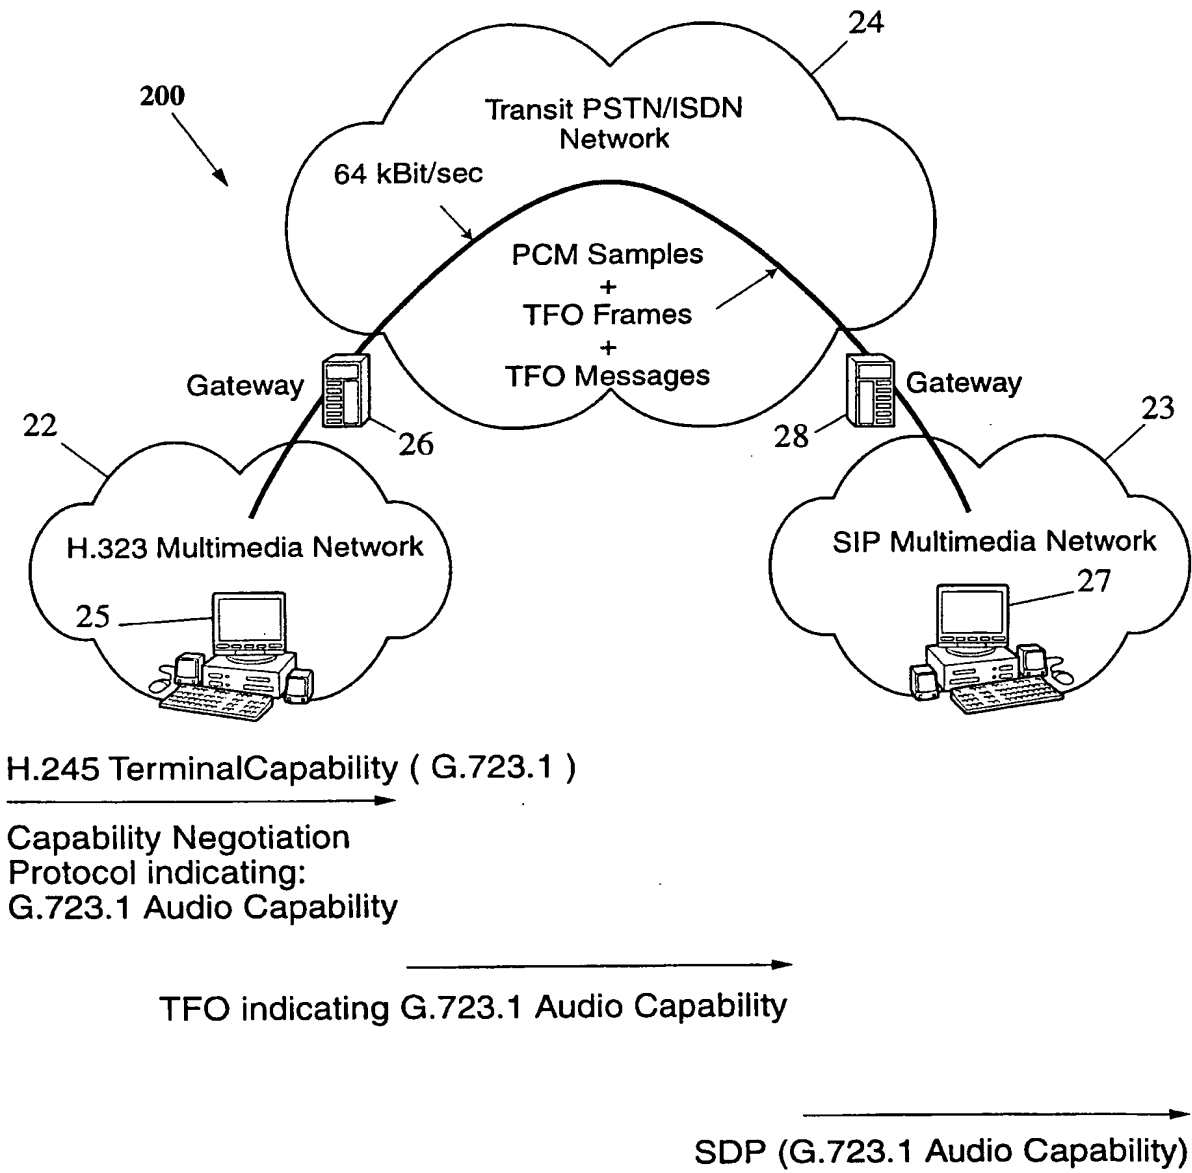 24
200
Transit PSTN/ISDN
Network
64 kBit/sec
PCM Samples
+
TFO Frames
+
TFO Messages
Gateway
Gateway
22
26
28
23
H.323 Multimedia Network
SIP Multimedia Network
25
27
H.245 TerminalCapability ( G.723.1 )
Capability Negotiation
Protocol indicating:
G.723.1 Audio Capability
TFO indicating G.723.1 Audio Capability
SDP (G.723.1 Audio Capability)